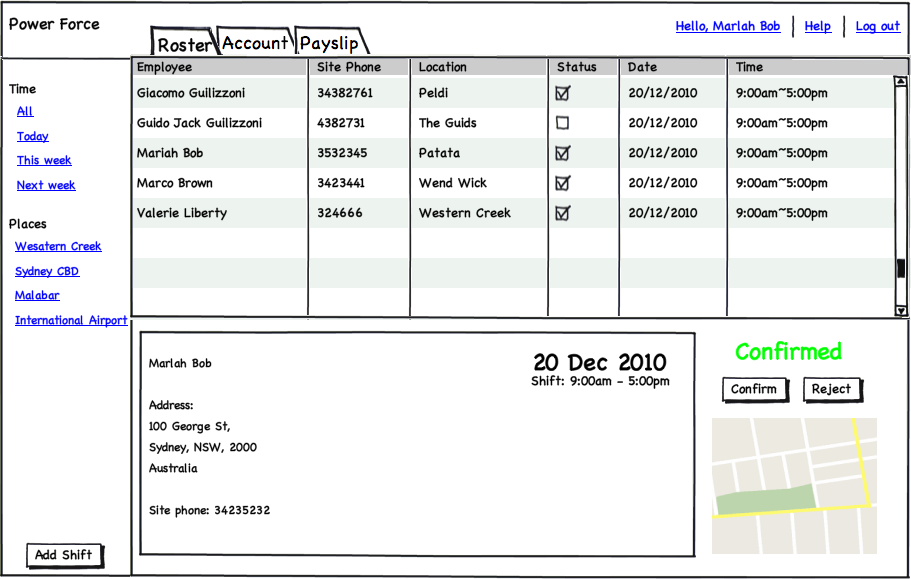 Power Force
Roster Account Payslip
Hello, Marlah Bob Help Log out
Time
All
Today
This week
Next week
Places
Wesatern Creek
Sydney CBD
Malabar
International Airport
Add Shift
Employee Site Phone Location Status Date Time
Giacomo Guilizzoni 34382761 Peldi 20/12/2010 9:00am~5:00pm
Guido Jack Guilizzoni 4382731 The Guids 20/12/2010 9:00am~5:00pm
Mariah Bob 3532345 Patata 20/12/2010 9:00am~5:00pm
Marco Brown 3423441 Wend Wick 20/12/2010 9:00am~5:00pm
Valerie Liberty 324666 Western Creek 20/12/2010 9:00am~5:00pm
Marlah Bob
20 Dec 2010
Shift: 9:00am - 5:00pm
Address:
100 George St,
Sydney, NSW, 2000
Australia
Site phone: 34235232
Confirmed
Confirm Reject